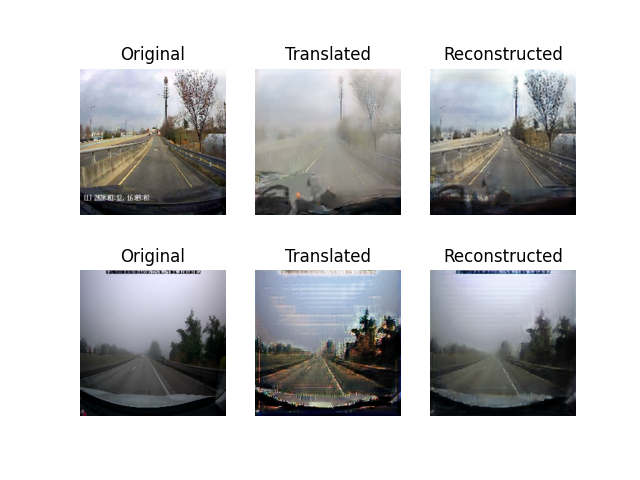 Original
Translated
Reconstructed
Original
Translated
Reconstructed